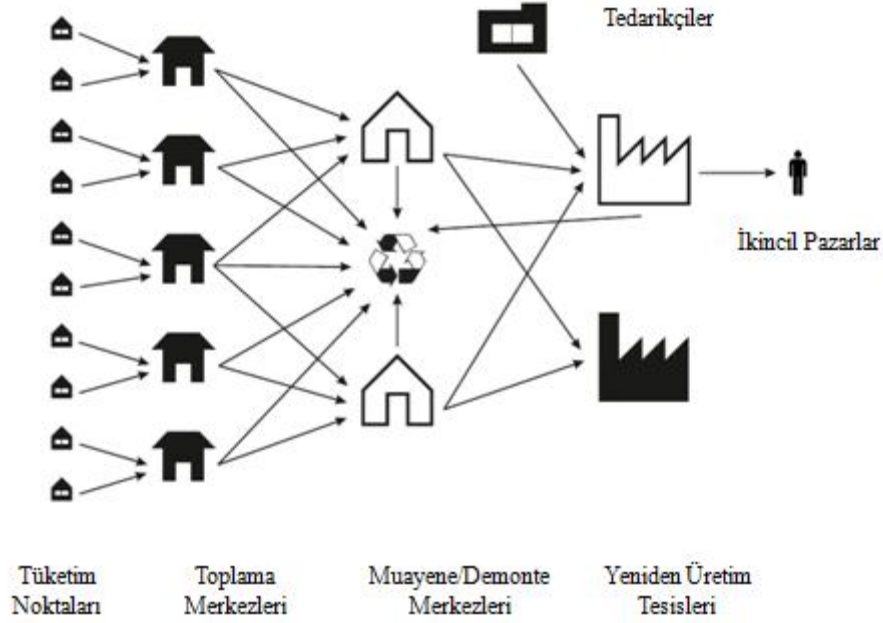 Tedarikçiler
İkincil Pazarlar
Tüketim
Noktaları
Toplama
Merkezleri
Muayene/Demonte
Merkezleri
Yeniden Üretim
Tesisleri